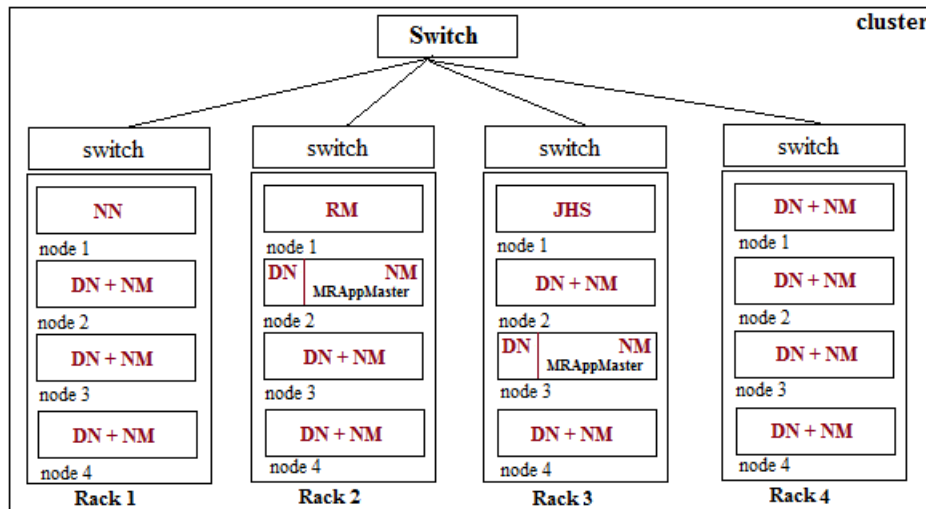 cluster
Switch
switch
switch
switch
switch
NN
node 1
DN + NM
node 2
DN + NM
node 3
DN + NM
node 4
Rack 1
RM
node 1
DN NM
MRAppMaster
node 2
DN + NM
node 3
DN + NM
node 4
Rack 2
JHS
node 1
DN + NM
node 2
DN NM
MRAppMaster
node 3
DN + NM
node 4
Rack 3
DN + NM
node 1
DN + NM
node 2
DN + NM
node 3
DN + NM
node 4
Rack 4